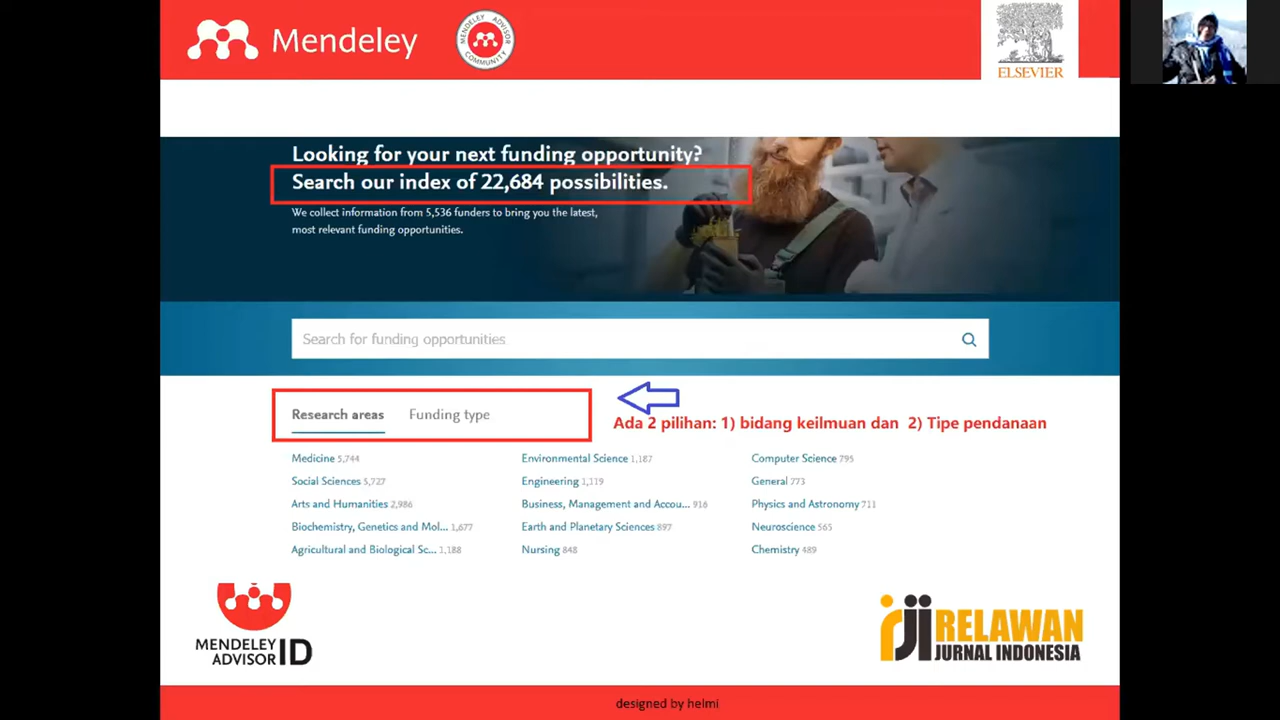 Mendeley
MENDELEY ADVISOR COMMUNITY
ELSEVIER
Looking for your next funding opportunity?
Search our index of 22,684 possibilities.
We collect information from 5,536 funders to bring you the latest,
most relevant funding opportunities.
Search for funding opportunities
Research areas Funding type
Ada 2 pilihan: 1) bidang keilmuan dan 2) Tipe pendanaan
Medicine 5,744
Social Sciences 5,727
Arts and Humanities 2,986
Biochemistry, Genetics and Mol... 1,677
Agricultural and Biological Sc... 1,188
Environmental Science 1,187
Engineering 1,119
Business, Management and Accou... 916
Earth and Planetary Sciences 897
Nursing 848
Computer Science 795
General 773
Physics and Astronomy 711
Neuroscience 565
Chemistry 489
MENDELEY
ADVISOR ID
rji RELAWAN
JURNAL INDONESIA
designed by helmi